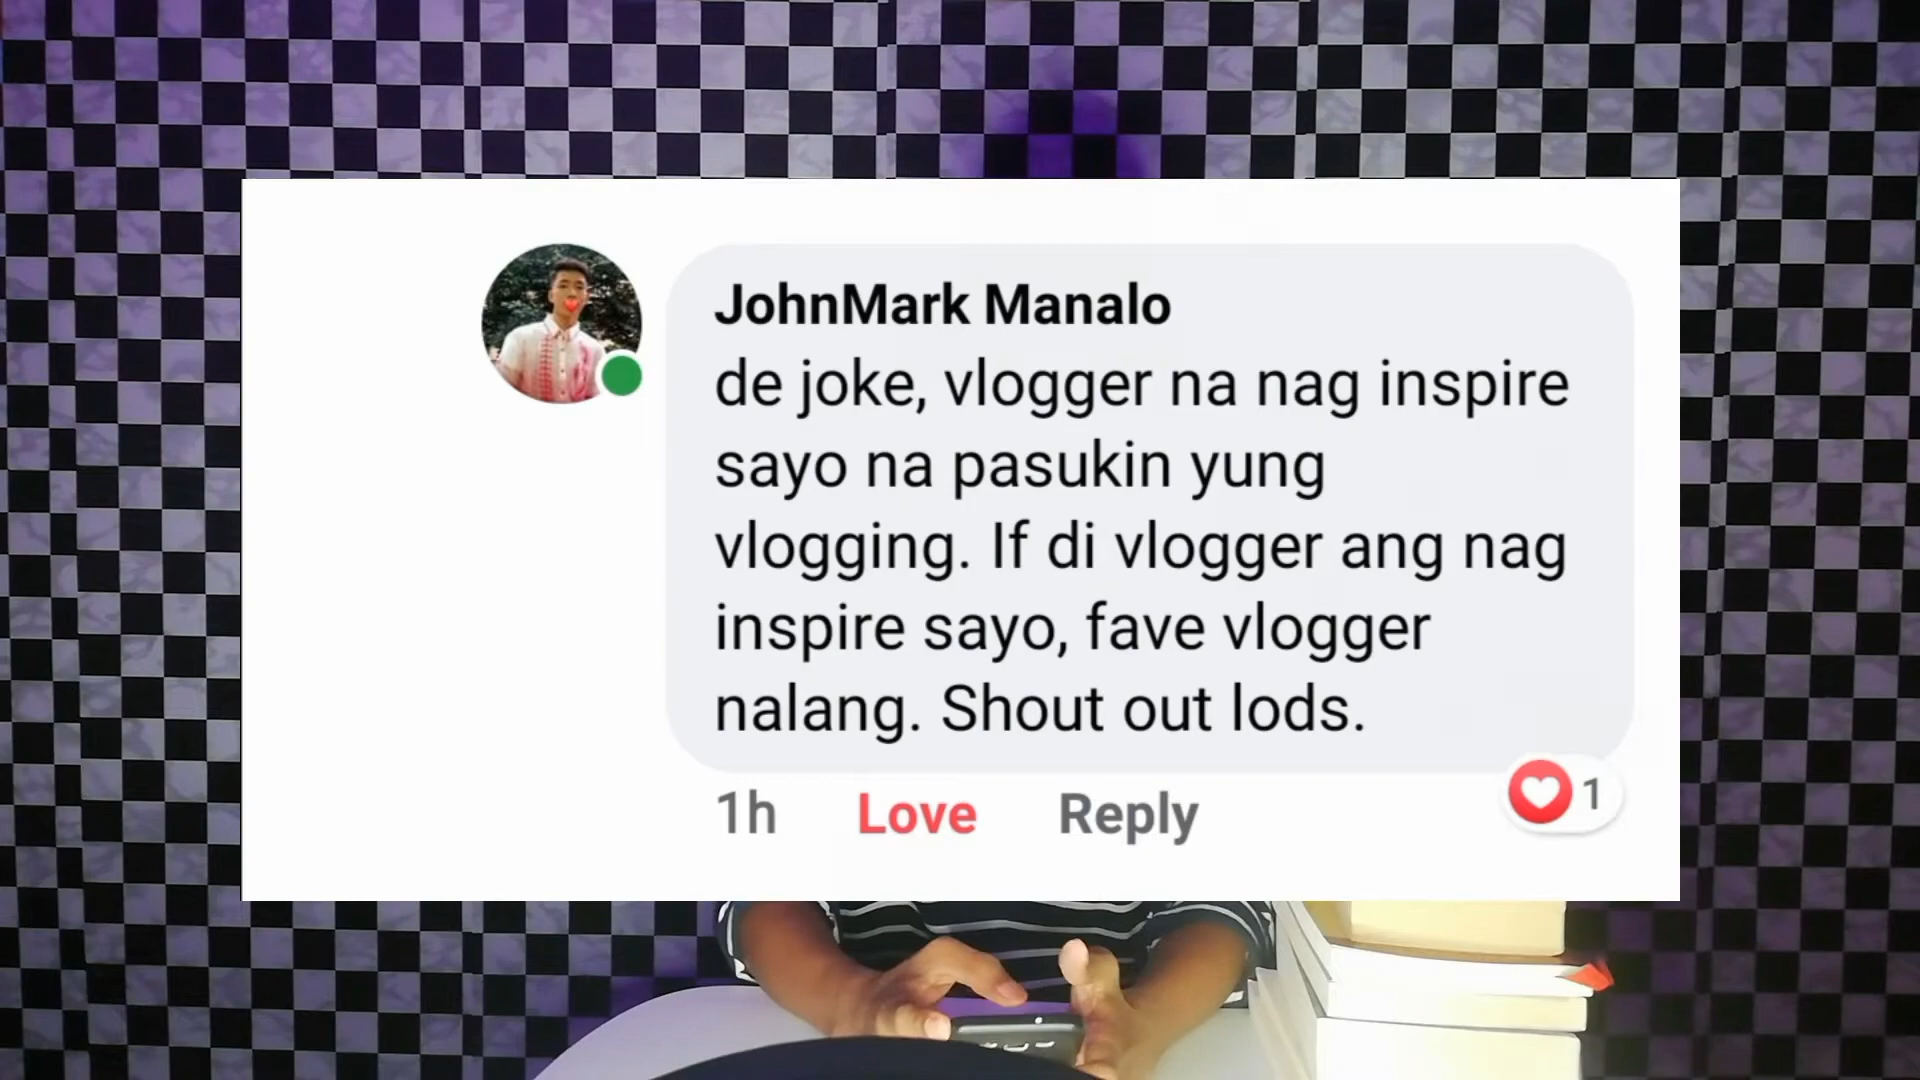 JohnMark Manalo
de joke, vlogger na nag inspire
sayo na pasukin yung
vlogging. If di vlogger ang nag
inspire sayo, fave vlogger
nalang. Shout out lods.
1h Love Reply 1